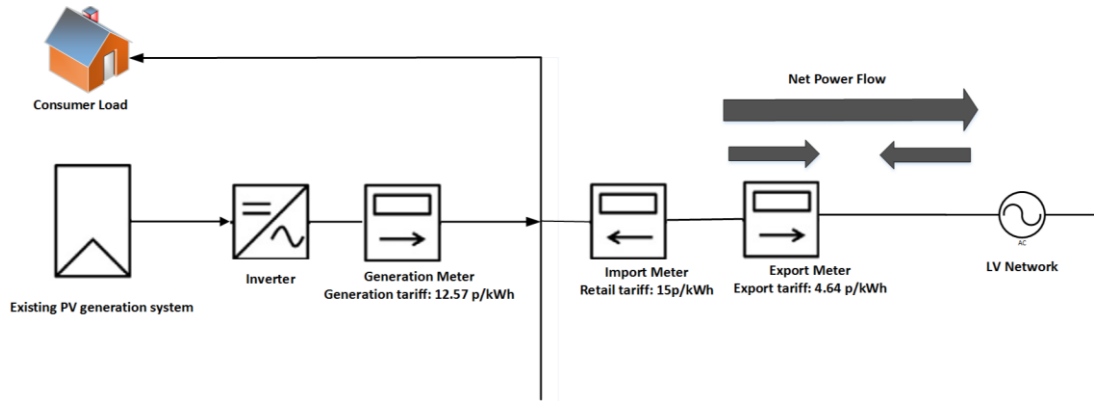 Consumer Load
Net Power Flow
Existing PV generation system
Inverter
Generation Meter
Generation tariff: 12.57 p/kWh
Import Meter
Retail tariff: 15p/kWh
Export Meter
Export tariff: 4.64 p/kWh
AC
LV Network